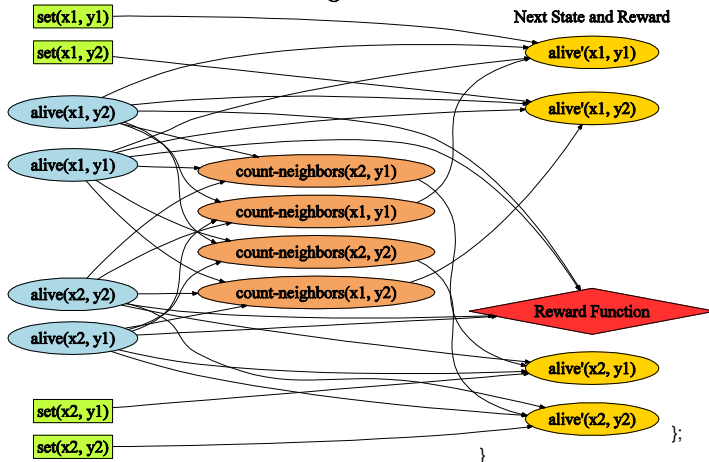 set(x1, y1)
Next State and Reward
set(x1, y2)
alive'(x1, y1)
alive(x1, y2)
alive'(x1, y2)
alive(x1, y1)
count-neighbors(x2, y1)
count-neighbors(x1, y1)
count-neighbors(x2, y2)
alive(x2, y2)
count-neighbors(x1, y2)
Reward Function
alive(x2, y1)
alive'(x2, y1)
set(x2, y1)
alive'(x2, y2)
};
set(x2, y2)
}